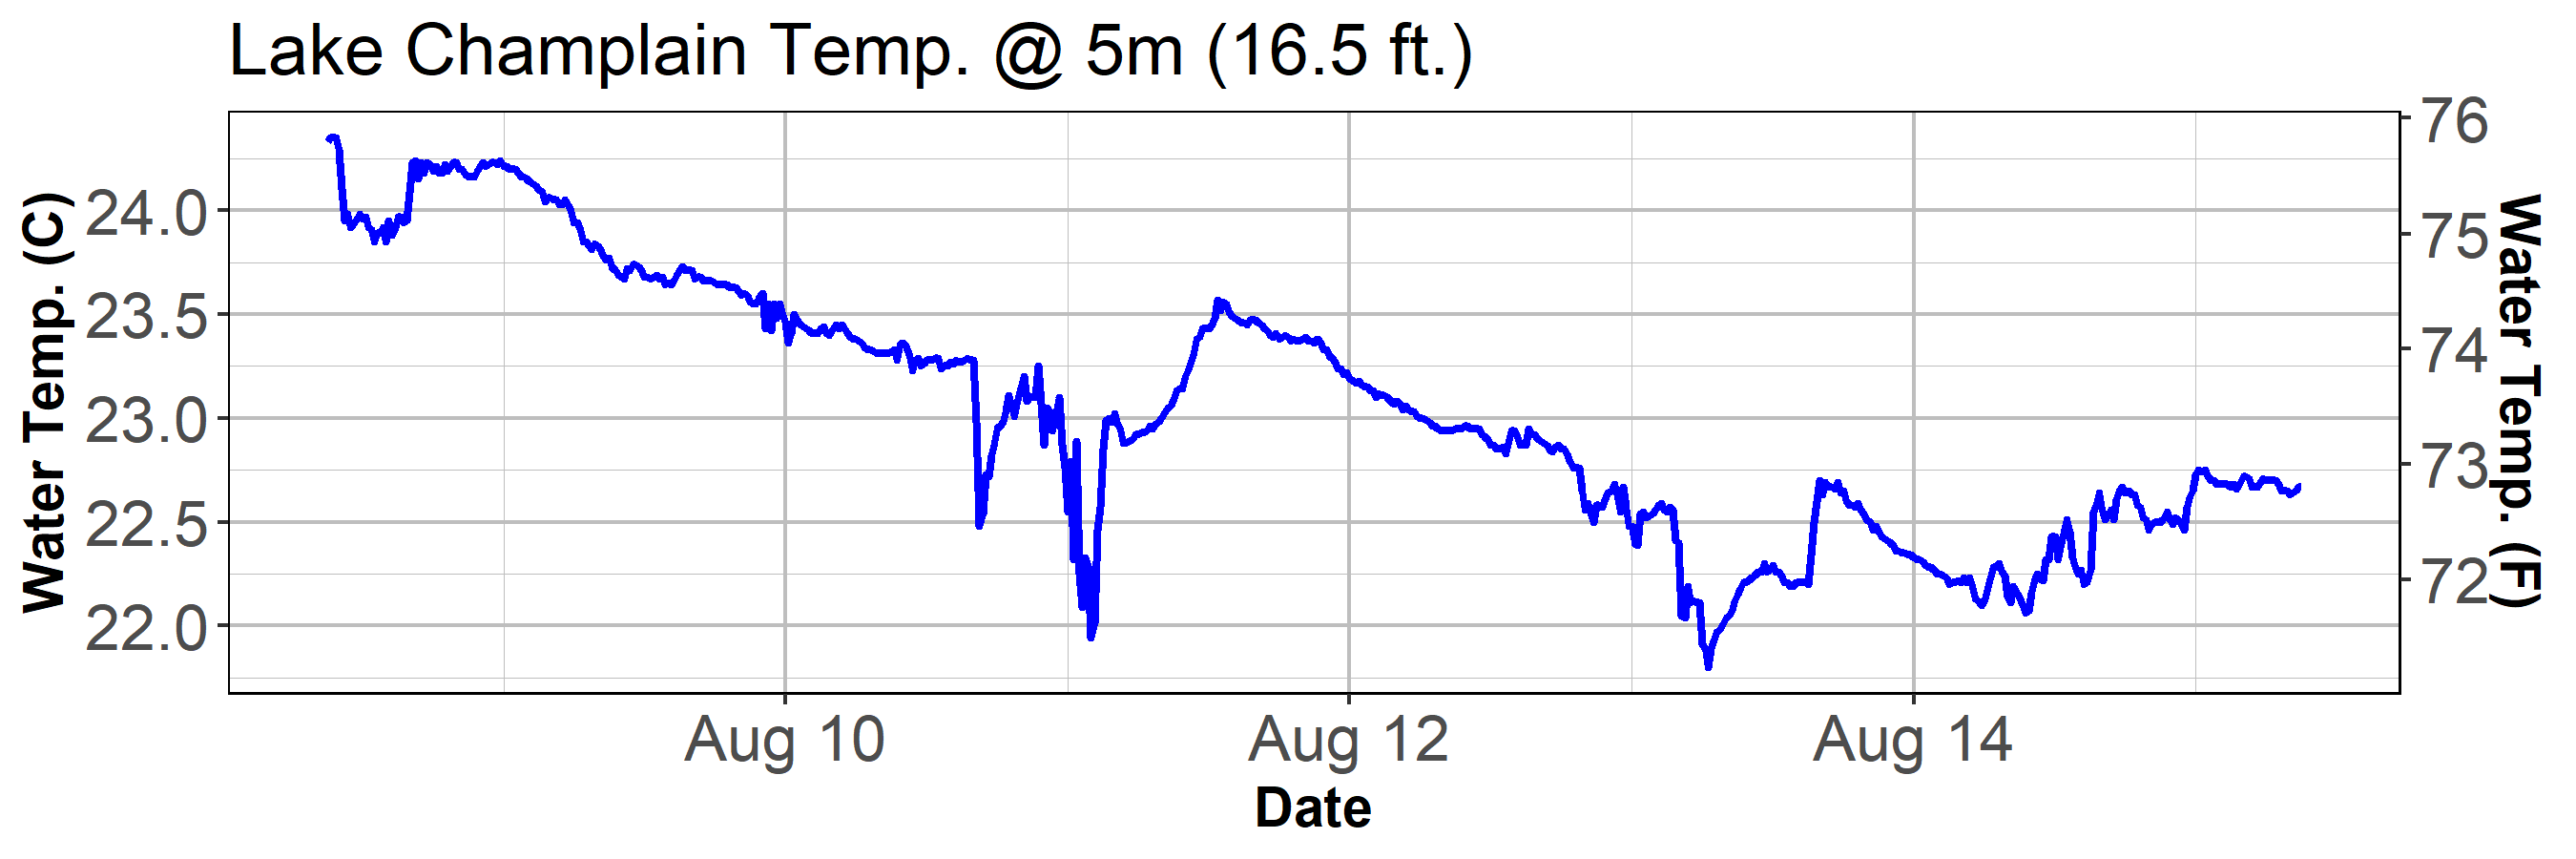 Lake Champlain Temp. @ 5m (16.5 ft.)
Water Temp. (C)
24.0
23.5
23.0
22.5
22.0
76
75
74
73
72
Water Temp. (F)
Aug 10
Aug 12
Aug 14
Date